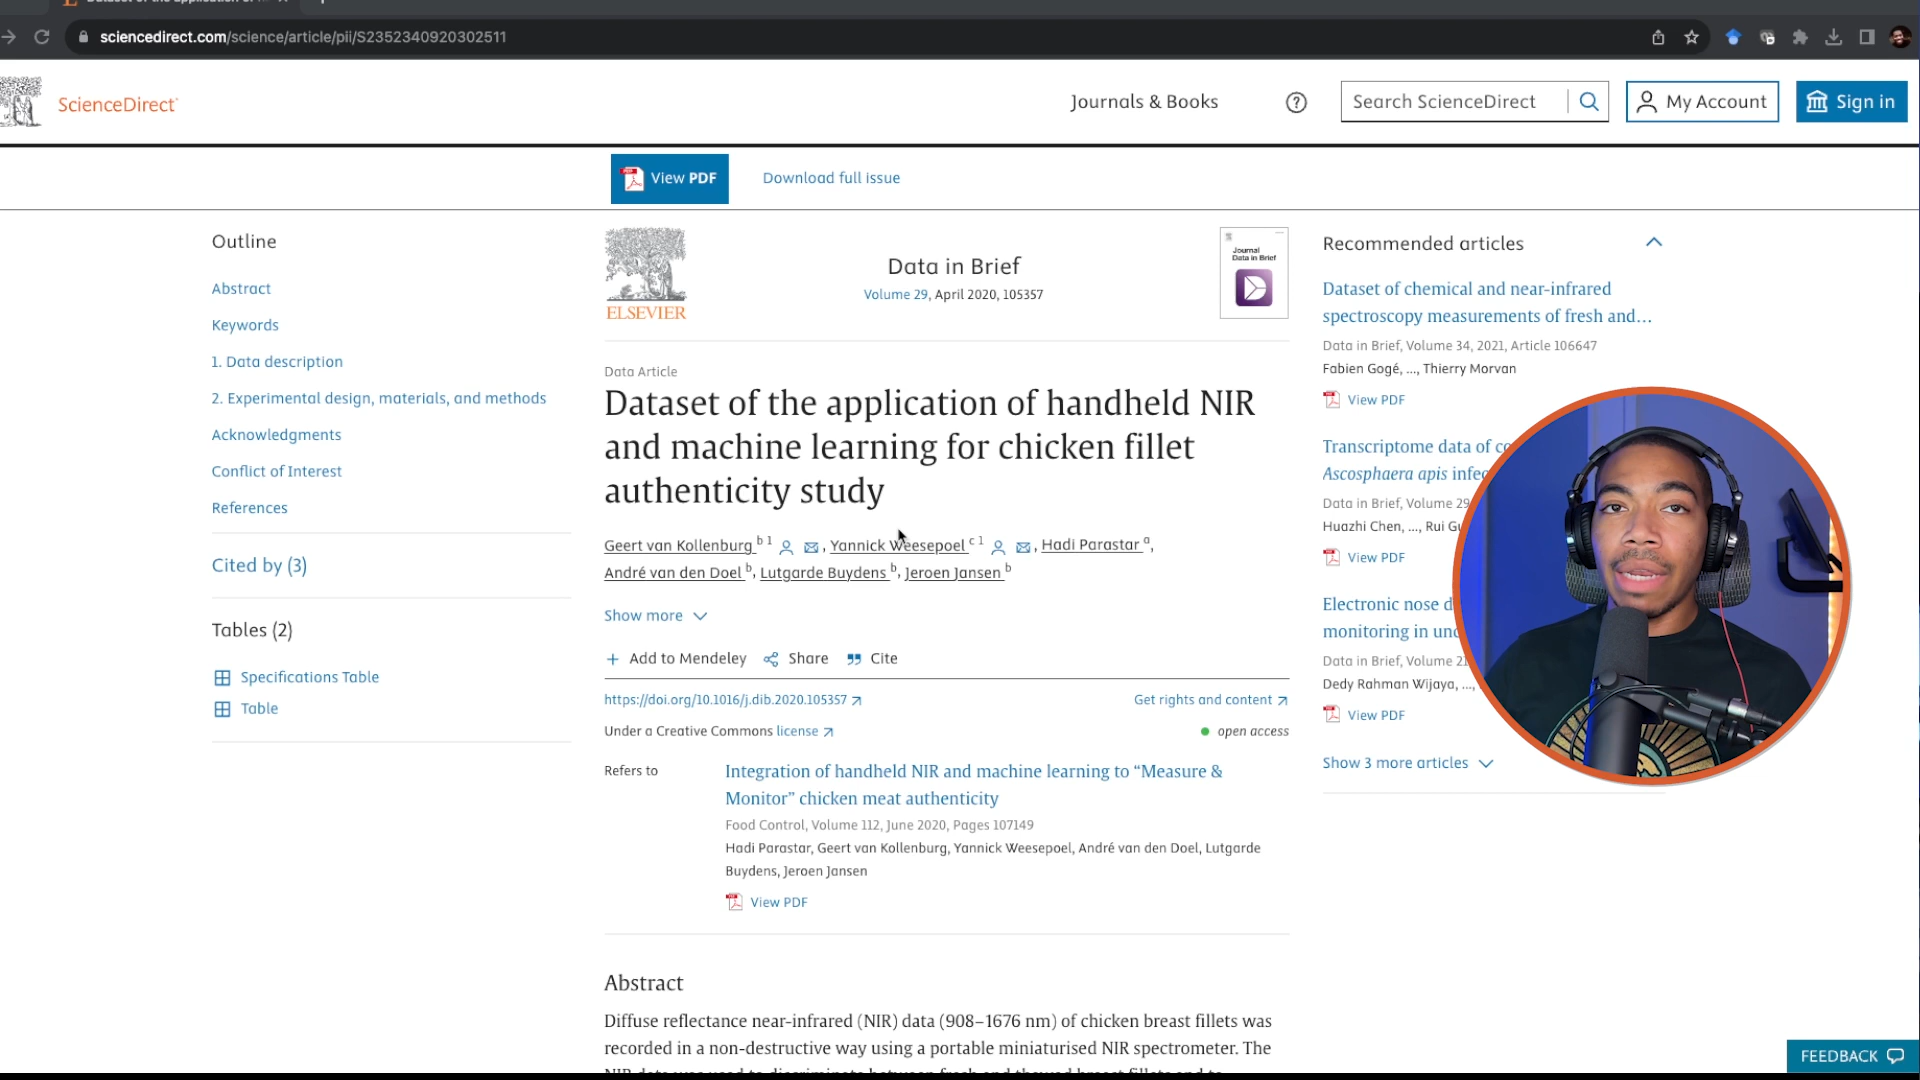 sciencedirect.com/science/article/pii/S2352340920302511
ScienceDirect
Journals & Books
Search ScienceDirect
My Account
Sign in
View PDF
Download full issue
Outline
Abstract
Keywords
1. Data description
2. Experimental design, materials, and methods
Acknowledgments
Conflict of Interest
References
Cited by (3)
Tables (2)
Specifications Table
Table
ELSEVIER
Data in Brief
Volume 29, April 2020, 105357
Journal
Data in Brief
Data Article
Dataset of the application of handheld NIR
and machine learning for chicken fillet
authenticity study
Geert van Kollenburg b 1, Yannick Weesepoel c 1, Hadi Parastar a,
André van den Doel b, Lutgarde Buydens b, Jeroen Jansen b
Show more
Add to Mendeley Share Cite
https://doi.org/10.1016/j.dib.2020.105357
Get rights and content
Under a Creative Commons license
open access
Refers to
Integration of handheld NIR and machine learning to “Measure &
Monitor” chicken meat authenticity
Food Control, Volume 112, June 2020, Pages 107149
Hadi Parastar, Geert van Kollenburg, Yannick Weesepoel, André van den Doel, Lutgarde
Buydens, Jeroen Jansen
View PDF
Abstract
Diffuse reflectance near-infrared (NIR) data (908–1676 nm) of chicken breast fillets was
recorded in a non-destructive way using a portable miniaturised NIR spectrometer. The
Recommended articles
Dataset of chemical and near-infrared
spectroscopy measurements of fresh and…
Data in Brief, Volume 34, 2021, Article 106647
Fabien Gogé, ..., Thierry Morvan
View PDF
Transcriptome data of
Ascosphaera apis
Data in Brief, Volume 29
Huazhi Chen, ..., Rui
View PDF
Electronic nose
monitoring in
Data in Brief, Volume
Dedy Rahman Wijaya, ...,
View PDF
Show 3 more articles
FEEDBACK